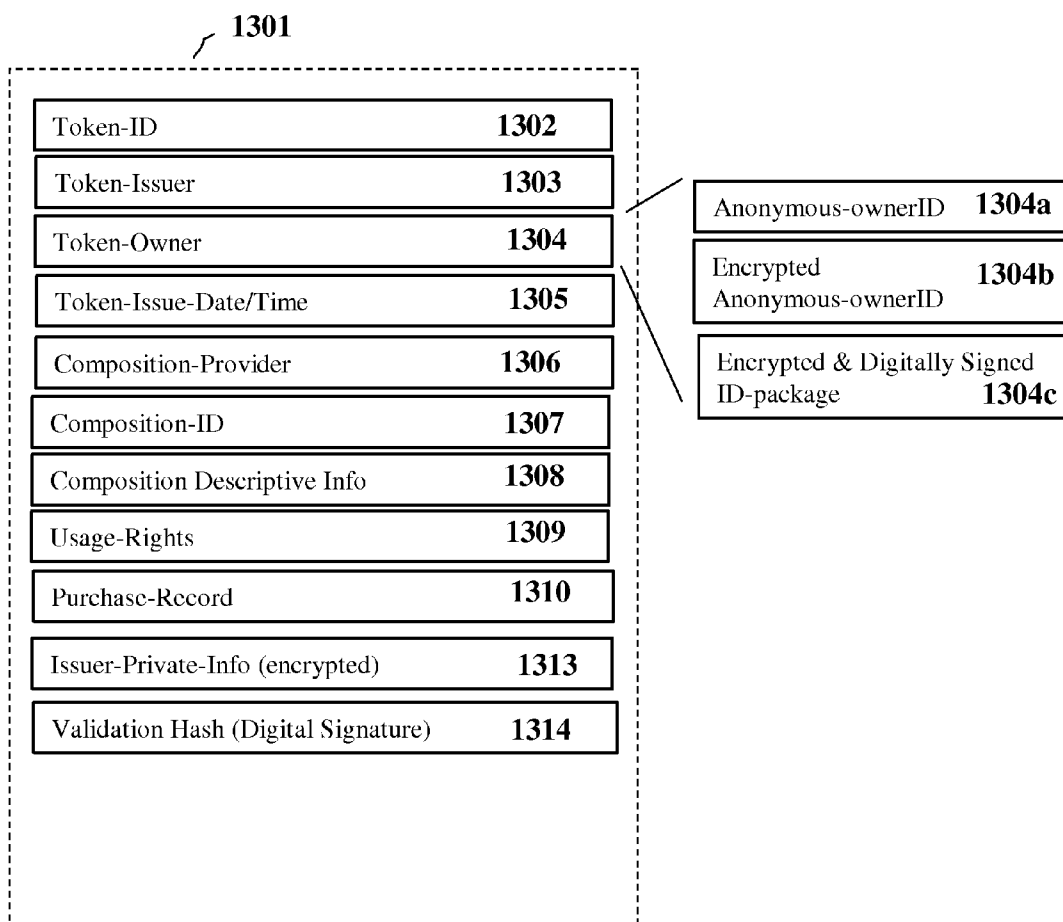 1301
Token-ID 1302
Token-Issuer 1303
Token-Owner 1304
Token-Issue-Date/Time 1305
Composition-Provider 1306
Composition-ID 1307
Composition Descriptive Info 1308
Usage-Rights 1309
Purchase-Record 1310
Issuer-Private-Info (encrypted) 1313
Validation Hash (Digital Signature) 1314
Anonymous-ownerID 1304a
Encrypted
Anonymous-ownerID 1304b
Encrypted & Digitally Signed
ID-package 1304c